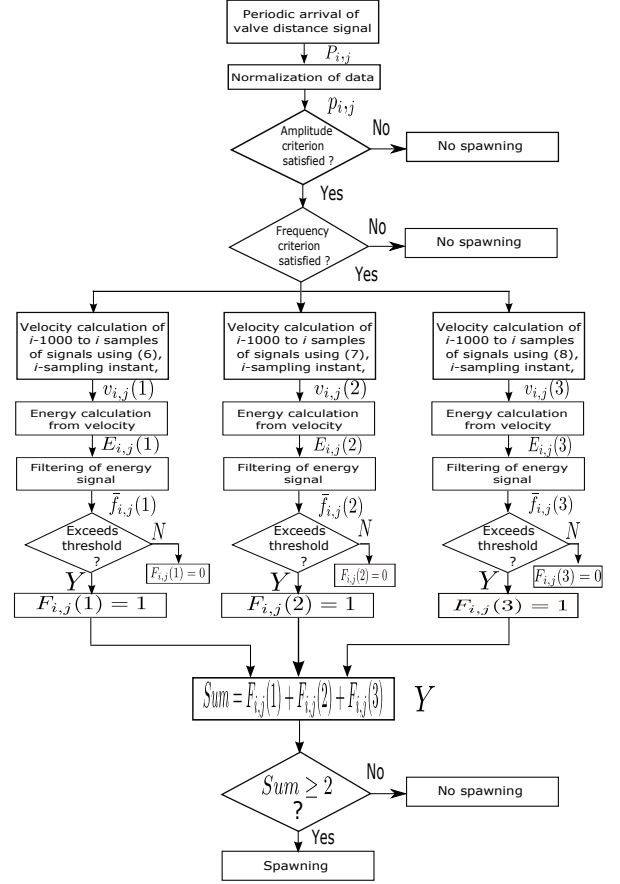 Periodic arrival of
valve distance signal
P_{i,j}
Normalization of data
p_{i,j}
Amplitude
criterion
satisfied ?
No
No spawning
Yes
Frequency
criterion
satisfied ?
No
No spawning
Yes
Velocity calculation of
i-1000 to i samples
of signals using (6),
i-sampling instant,
Velocity calculation of
i-1000 to i samples
of signals using (7),
i-sampling instant,
Velocity calculation of
i-1000 to i samples
of signals using (8),
i-sampling instant,
v_{i,j}(1)
v_{i,j}(2)
v_{i,j}(3)
Energy calculation
from velocity
Energy calculation
from velocity
Energy calculation
from velocity
E_{i,j}(1)
E_{i,j}(2)
E_{i,j}(3)
Filtering of energy
signal
Filtering of energy
signal
Filtering of energy
signal
f̄_{i,j}(1)
f̄_{i,j}(2)
f̄_{i,j}(3)
Exceeds
threshold
?
N
Exceeds
threshold
?
N
Exceeds
threshold
?
N
F_{i,j}(1) = 0
F_{i,j}(2) = 0
F_{i,j}(3) = 0
Y
Y
Y
F_{i,j}(1) = 1
F_{i,j}(2) = 1
F_{i,j}(3) = 1
Sum = F_{i,j}(1) + F_{i,j}(2) + F_{i,j}(3)
Y
Sum ≥ 2
?
No
No spawning
Yes
Spawning